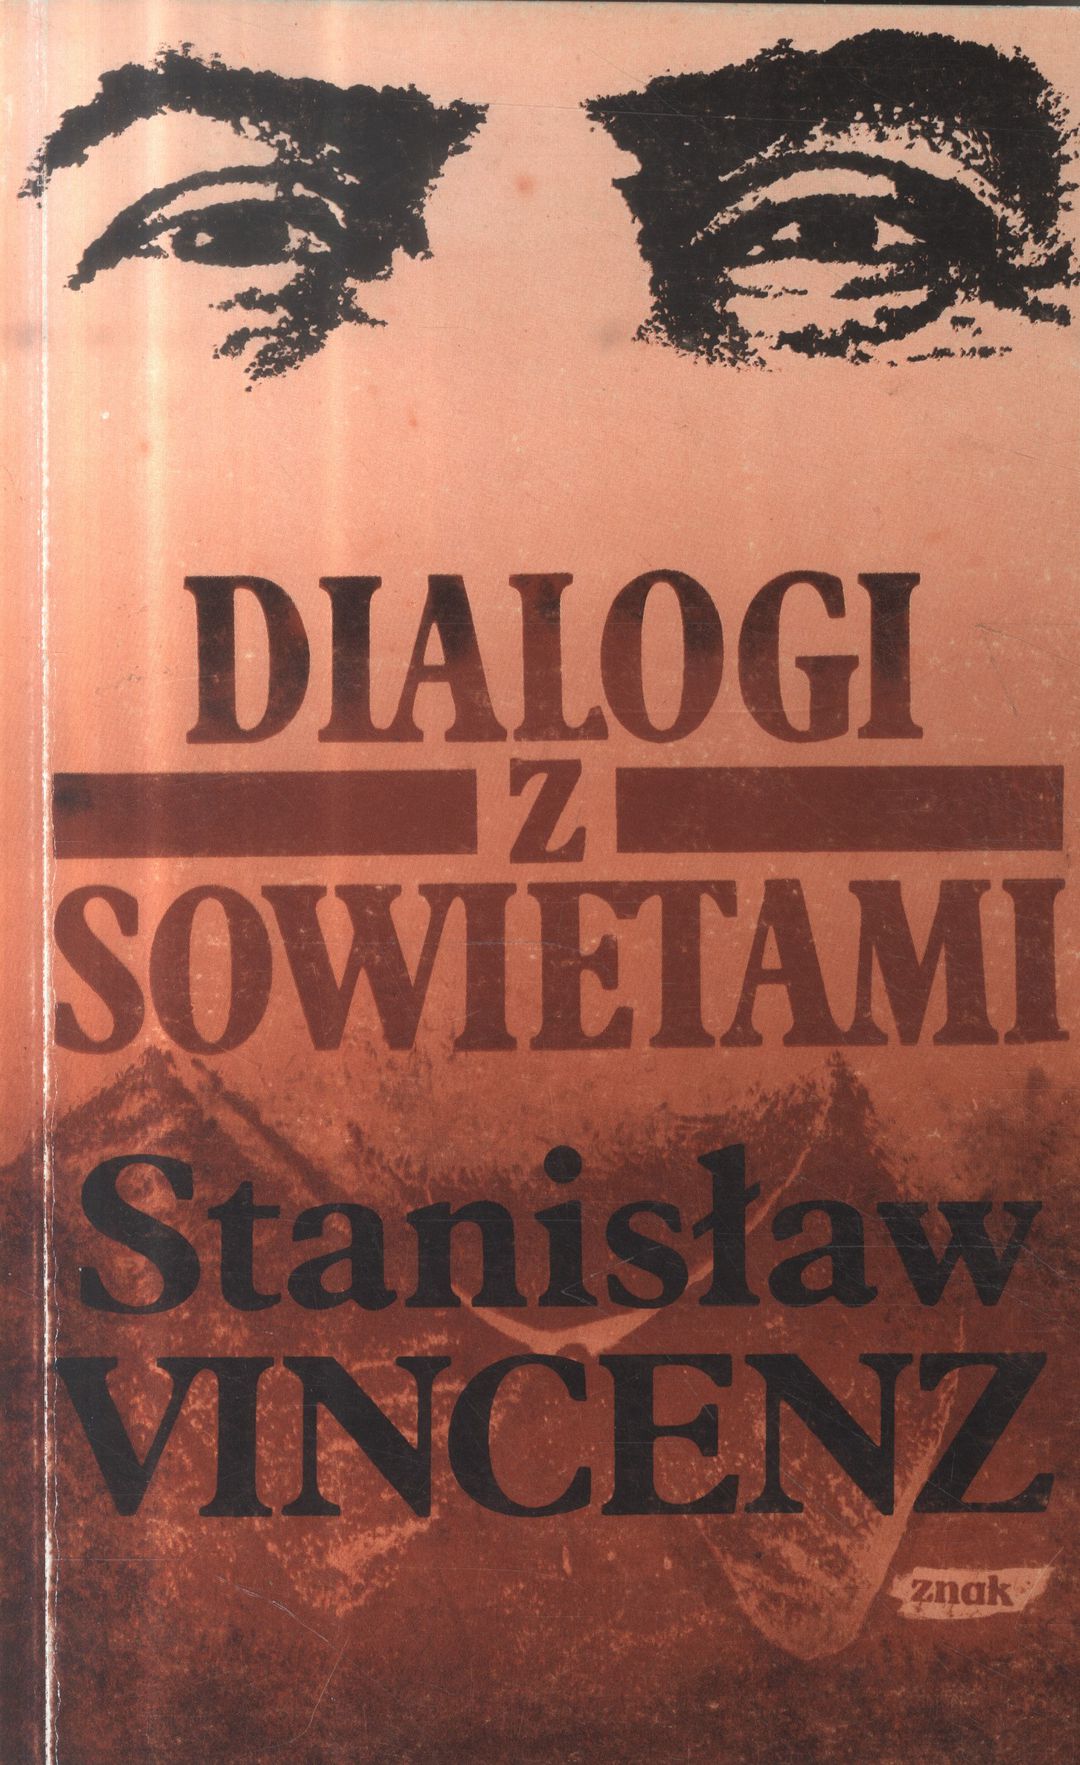 DIALOGI
Z
SOWIETAMI
Stanisław
VINCENZ
znak